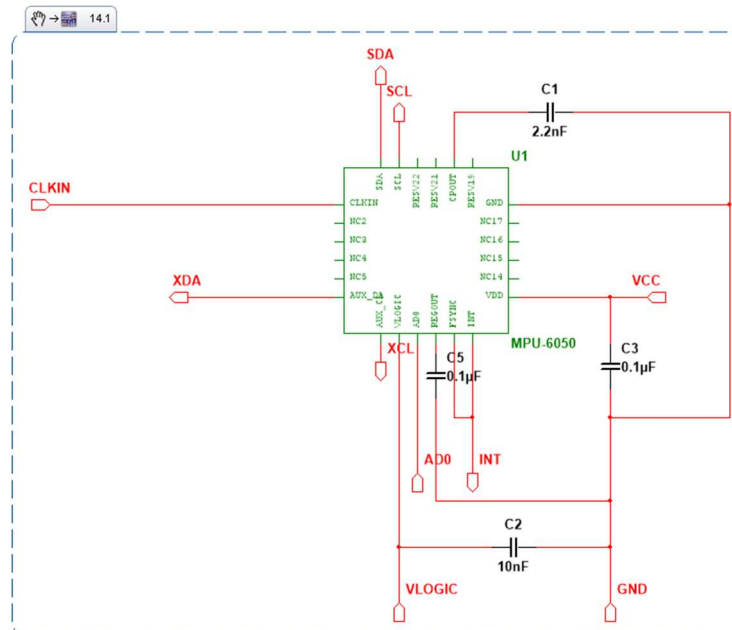 14.1
SDA
SCL
C1
2.2nF
U1
CLKIN
SDA
SCL
RESV22
RESV21
CPOUT
RESV19
CLKIN
GND
NC2
NC17
NC3
NC16
NC4
NC15
NC5
NC14
XDA
AUX_DA
VDD
VCC
AUX_CL
VLOGIC
AD0
REGOUT
FSYNC
INT
XCL
MPU-6050
C5
0.1µF
C3
0.1µF
AD0
INT
C2
10nF
VLOGIC
GND